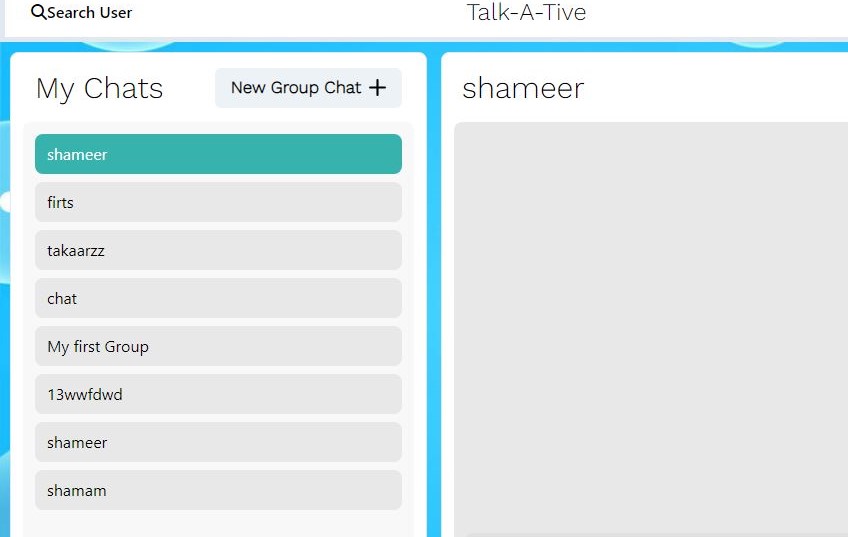 Search User
Talk-A-Tive
My Chats
New Group Chat
shameer
shameer
firts
takaarzz
chat
My first Group
13wwfdwd
shameer
shamam